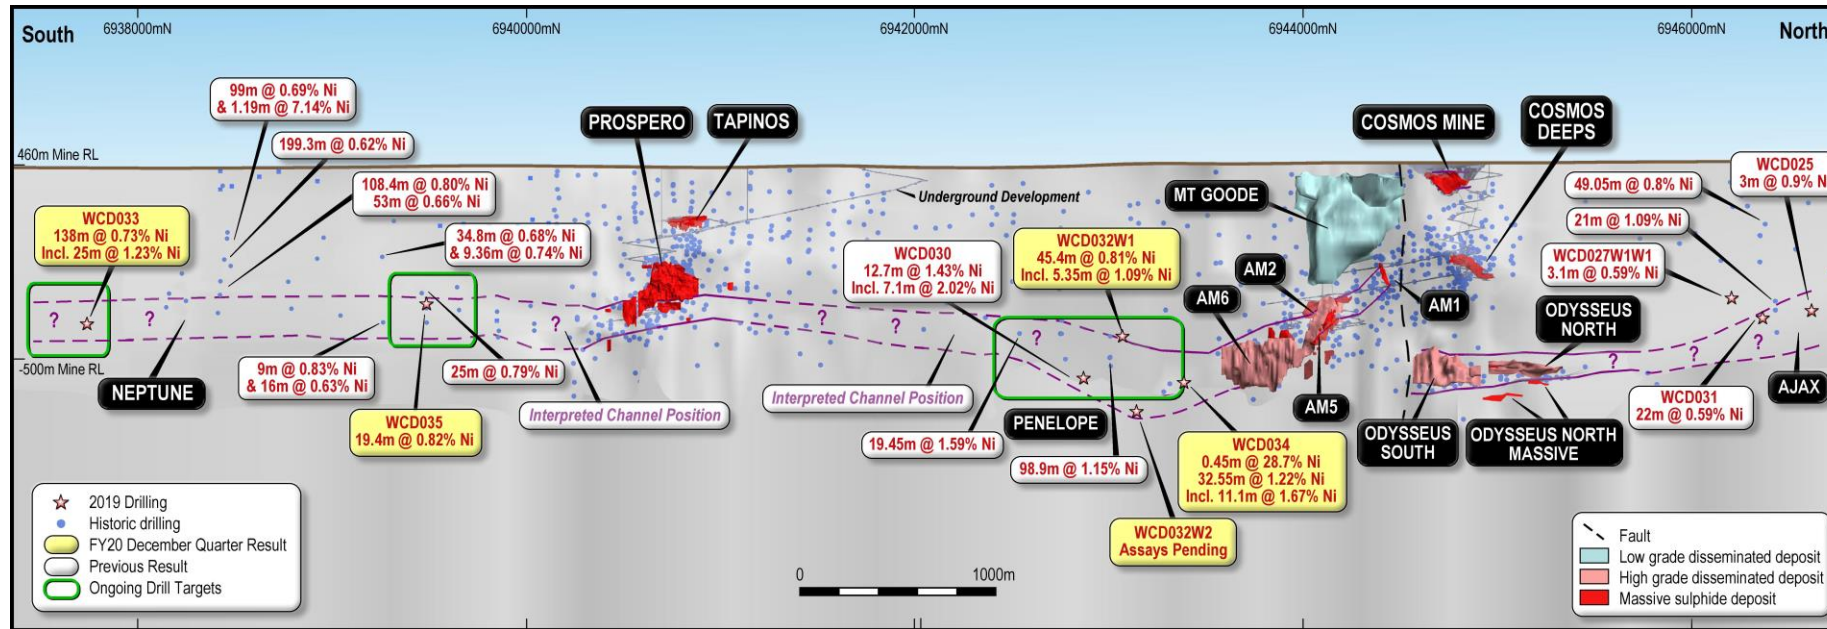 South
6938000mN
6940000mN
6942000mN
6944000mN
6946000mN
North
99m @ 0.69% Ni
& 1.19m @ 7.14% Ni
199.3m @ 0.62% Ni
PROSPERO
TAPINOS
COSMOS MINE
COSMOS
DEEPS
460m Mine RL
WCD025
3m @ 0.9% Ni
108.4m @ 0.80% Ni
53m @ 0.66% Ni
Underground Development
MT GOODE
49.05m @ 0.8% Ni
21m @ 1.09% Ni
WCD033
138m @ 0.73% Ni
Incl. 25m @ 1.23% Ni
34.8m @ 0.68% Ni
& 9.36m @ 0.74% Ni
WCD030
12.7m @ 1.43% Ni
Incl. 7.1m @ 2.02% Ni
WCD032W1
45.4m @ 0.81% Ni
Incl. 5.35m @ 1.09% Ni
AM2
AM6
AM1
WCD027W1W1
3.1m @ 0.59% Ni
ODYSSEUS
NORTH
?
?
?
?
?
?
?
?
?
?
-500m Mine RL
NEPTUNE
9m @ 0.83% Ni
& 16m @ 0.63% Ni
25m @ 0.79% Ni
WCD035
19.4m @ 0.82% Ni
Interpreted Channel Position
Interpreted Channel Position
PENELOPE
19.45m @ 1.59% Ni
98.9m @ 1.15% Ni
WCD034
0.45m @ 28.7% Ni
32.55m @ 1.22% Ni
Incl. 11.1m @ 1.67% Ni
WCD032W2
Assays Pending
AM5
ODYSSEUS
SOUTH
ODYSSEUS NORTH
MASSIVE
WCD031
22m @ 0.59% Ni
AJAX
2019 Drilling
Historic drilling
FY20 December Quarter Result
Previous Result
Ongoing Drill Targets
0
1000m
Fault
Low grade disseminated deposit
High grade disseminated deposit
Massive sulphide deposit